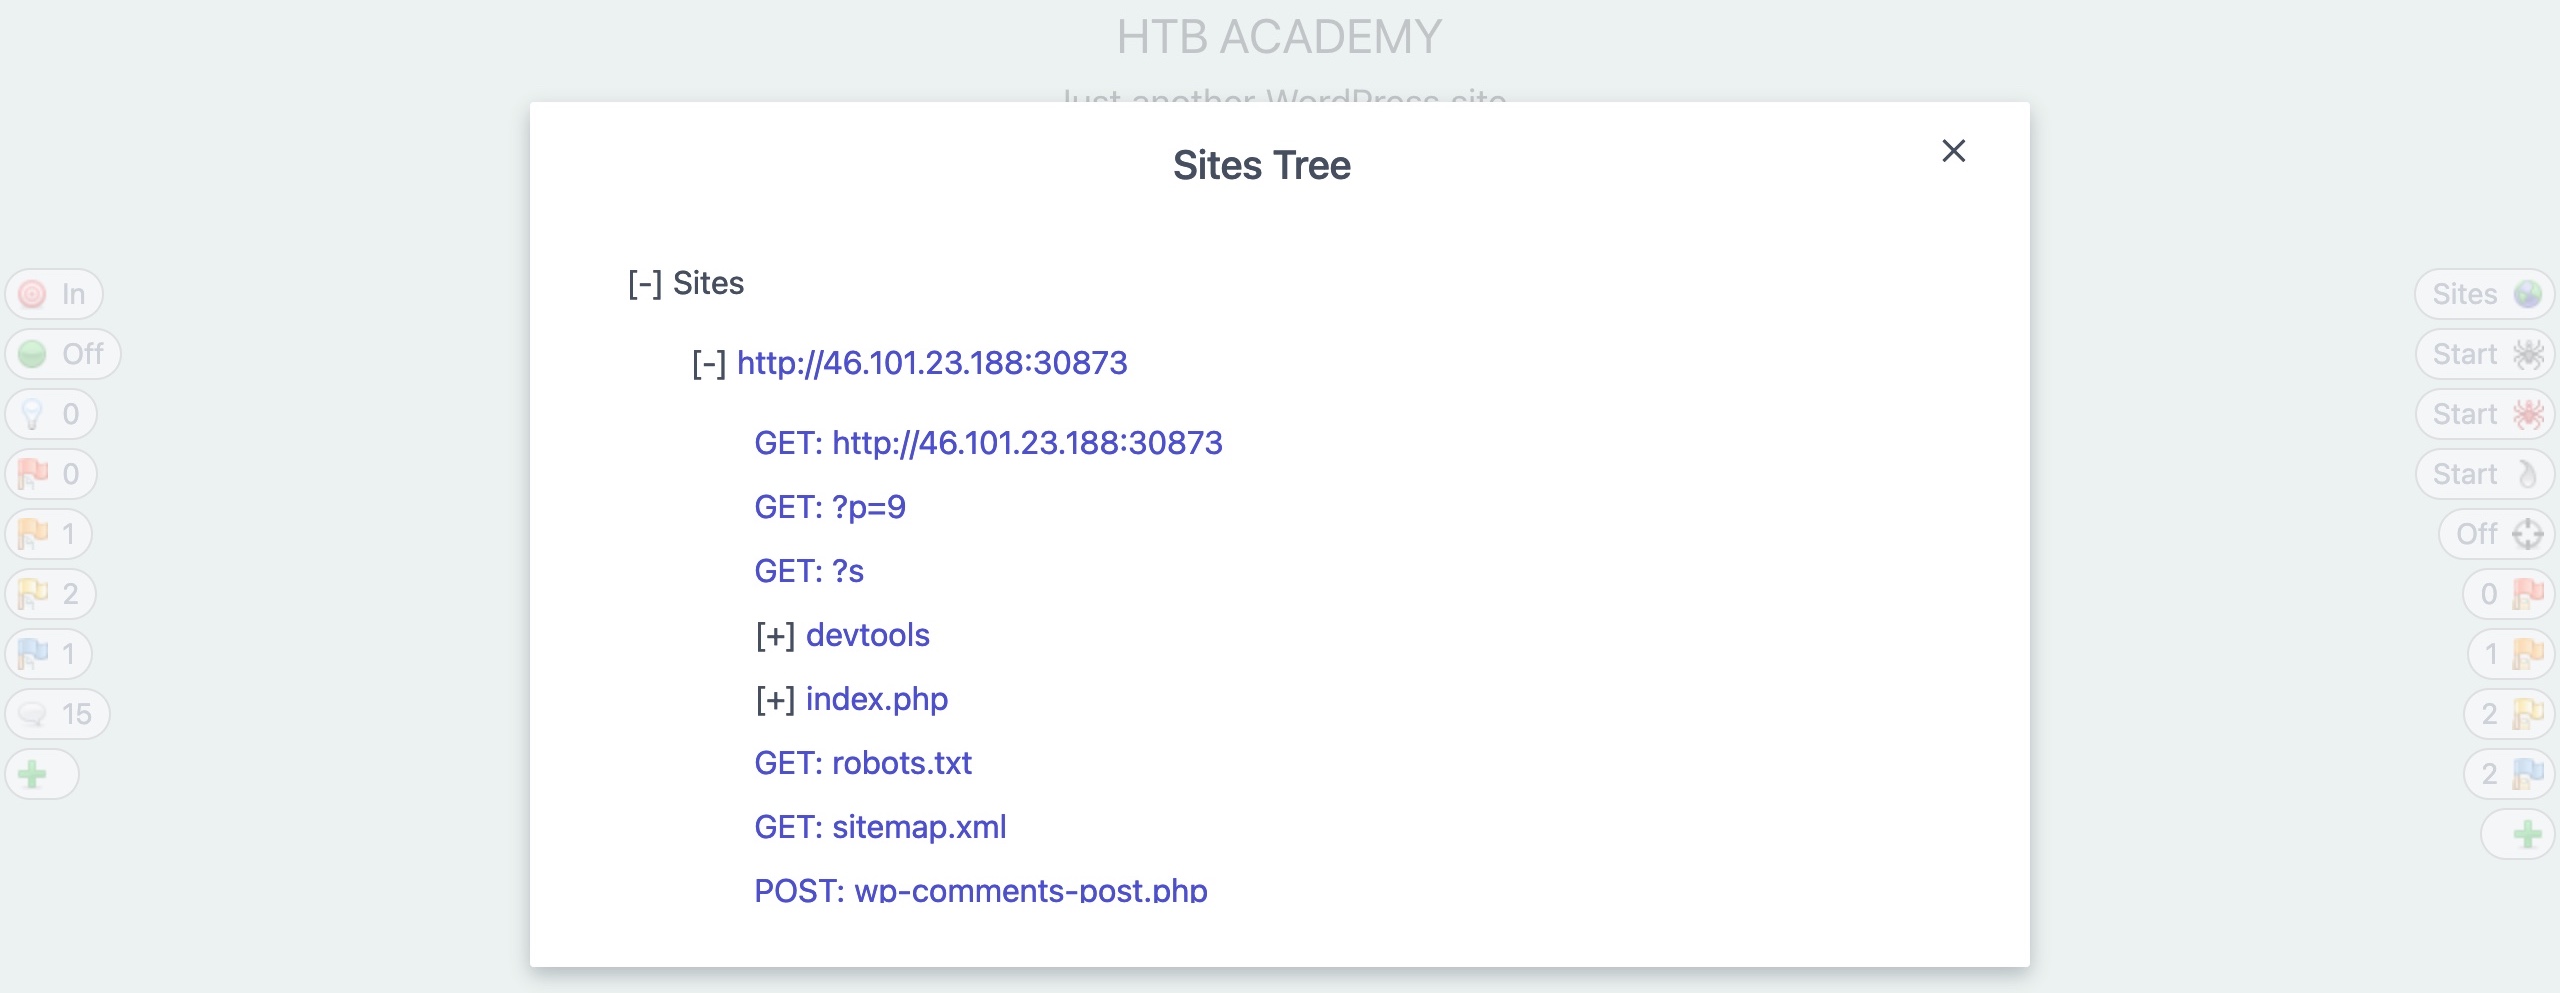 HTB ACADEMY
Just another WordPress site
Sites Tree
×
[-] Sites
[-] http://46.101.23.188:30873
GET: http://46.101.23.188:30873
GET: ?p=9
GET: ?s
[+] devtools
[+] index.php
GET: robots.txt
GET: sitemap.xml
POST: wp-comments-post.php
In
Off
0
0
1
2
1
15
Sites
Start
Start
Start
Off
0
1
2
2